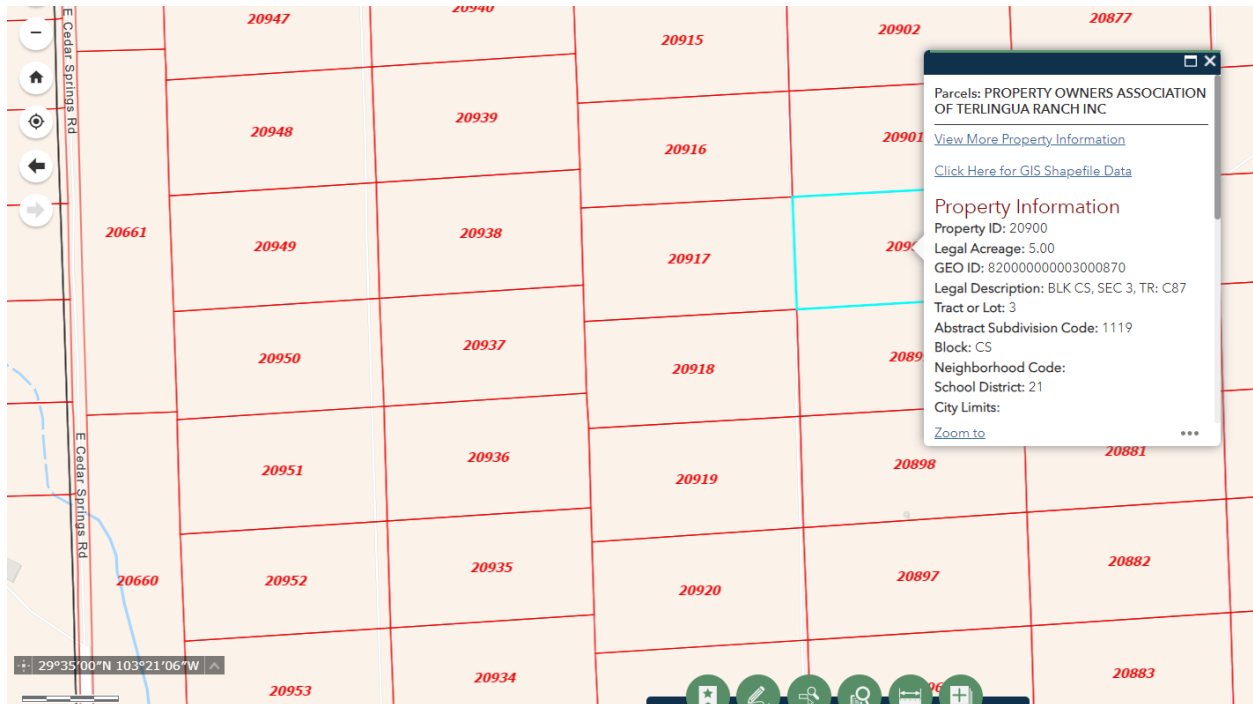 E Cedar Springs Rd
20947
20940
20915
20902
20877
20948
20939
20916
20901
20661
20949
20938
20917
Parcels: PROPERTY OWNERS ASSOCIATION
OF TERLINGUA RANCH INC
View More Property Information
Click Here for GIS Shapefile Data
Property Information
Property ID: 20900
Legal Acreage: 5.00
GEO ID: 820000000003000870
Legal Description: BLK CS, SEC 3, TR: C87
Tract or Lot: 3
Abstract Subdivision Code: 1119
Block: CS
Neighborhood Code:
School District: 21
City Limits:
Zoom to
20950
20937
20918
E Cedar Springs Rd
20951
20936
20919
20898
20881
20660
20952
20935
20920
20897
20882
29°35'00"N 103°21'06"W
20953
20934
20883